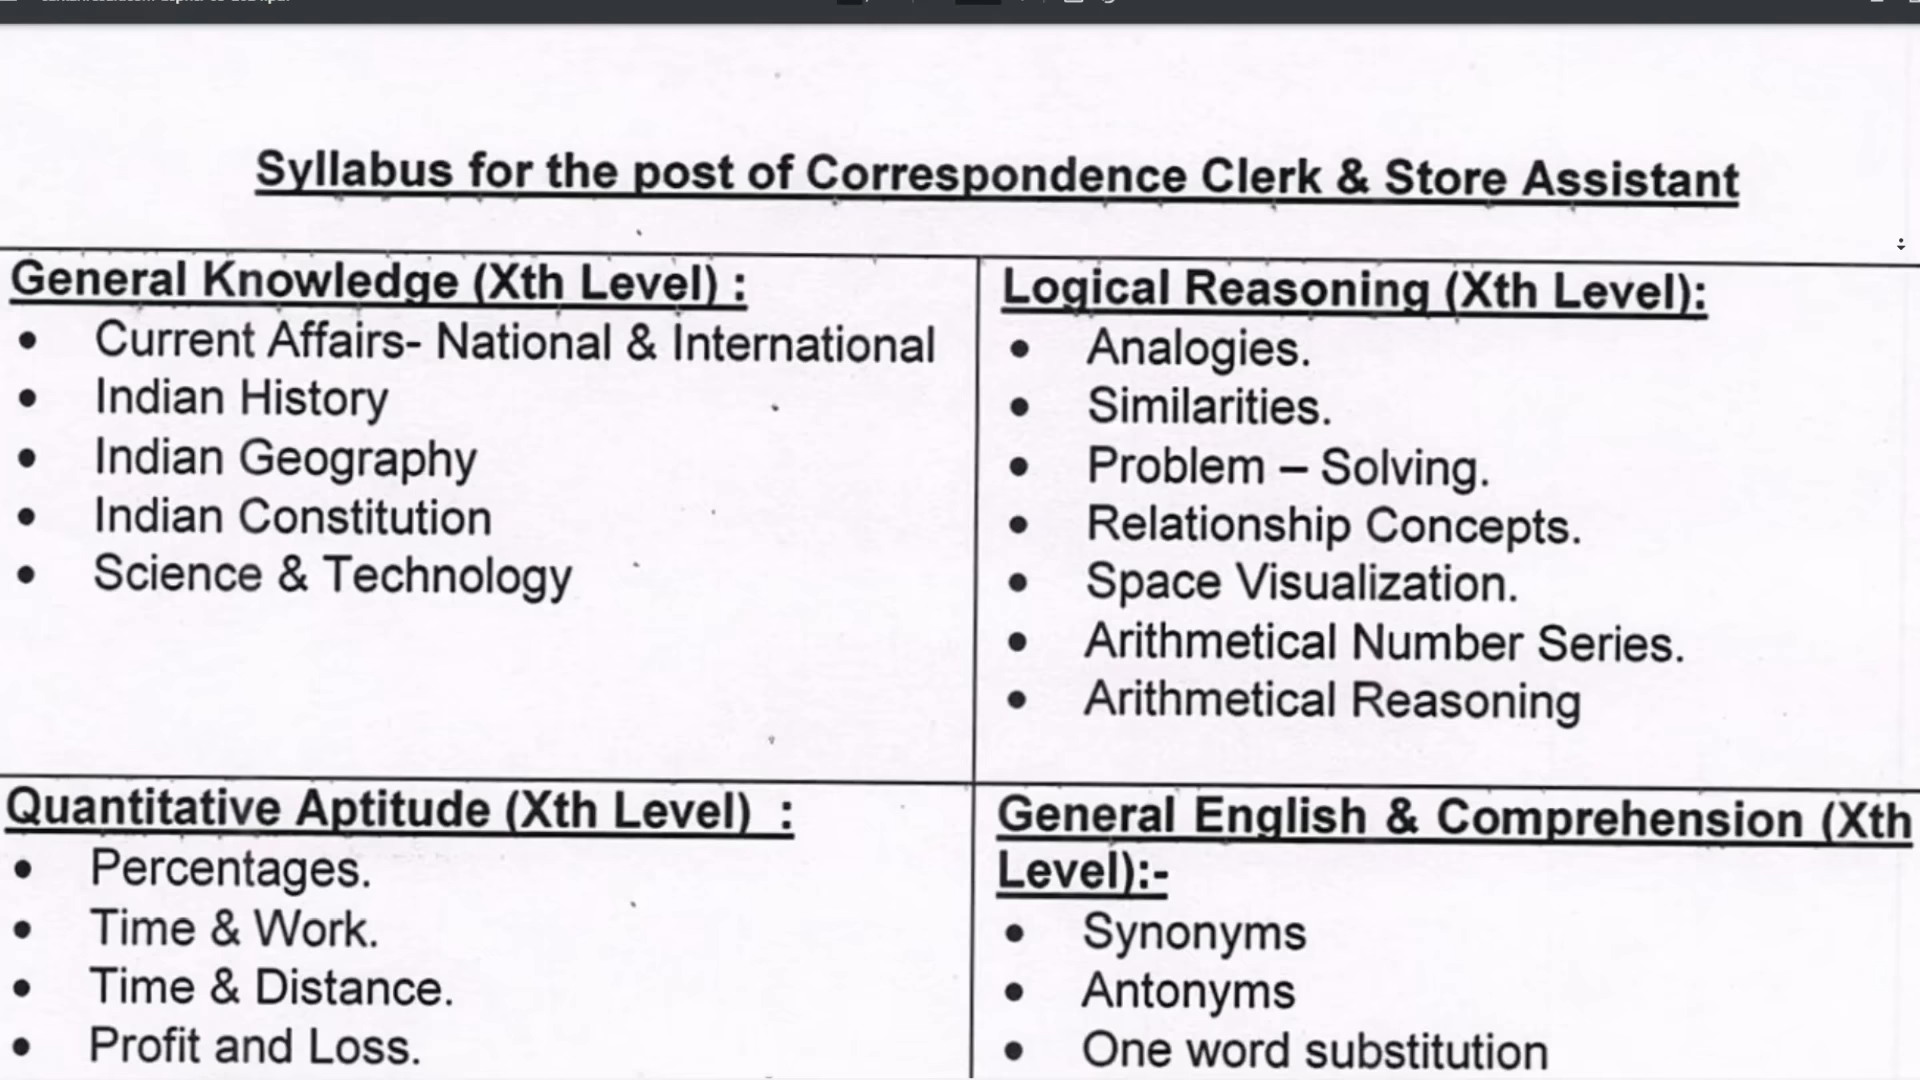 Syllabus for the post of Correspondence Clerk & Store Assistant
General Knowledge (Xth Level) :
• Current Affairs- National & International
• Indian History
• Indian Geography
• Indian Constitution
• Science & Technology
Logical Reasoning (Xth Level):
• Analogies.
• Similarities.
• Problem – Solving.
• Relationship Concepts.
• Space Visualization.
• Arithmetical Number Series.
• Arithmetical Reasoning
Quantitative Aptitude (Xth Level) :
• Percentages.
• Time & Work.
• Time & Distance.
• Profit and Loss.
General English & Comprehension (Xth
Level):-
• Synonyms
• Antonyms
• One word substitution